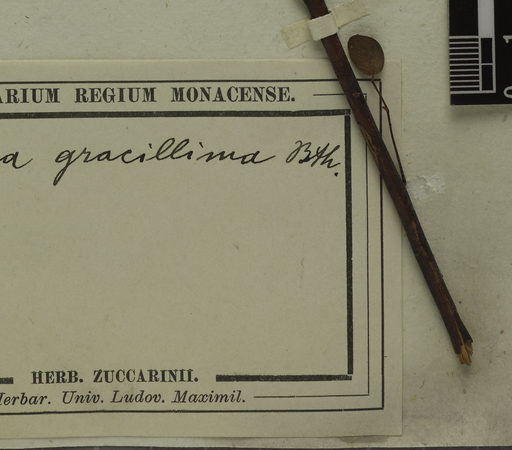 ARIUM REGIUM MONACENSE.
a gracillima Bth.
HERB. ZUCCARINII.
Herbar. Univ. Ludov. Maximil.